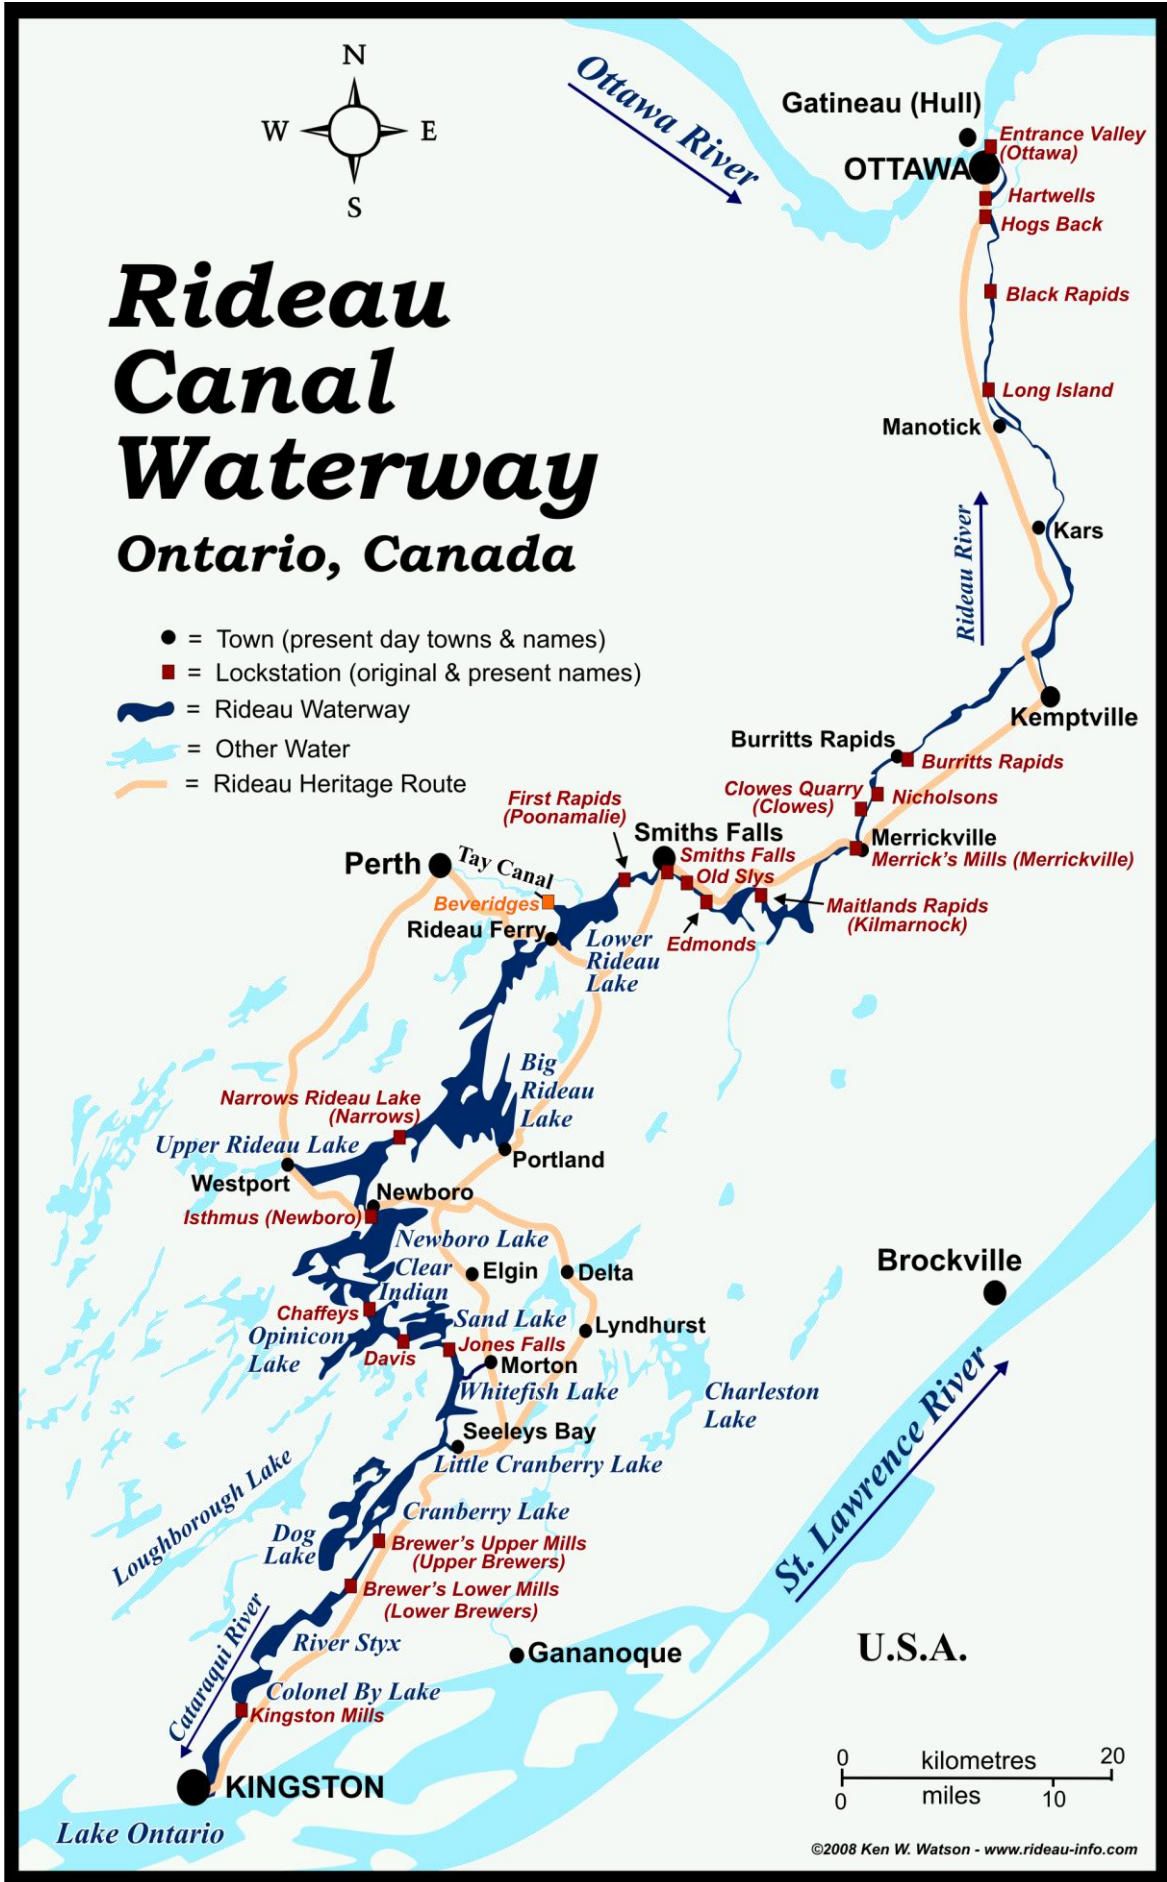 N
W
E
S
Rideau
Canal
Waterway
Ontario, Canada
= Town (present day towns & names)
= Lockstation (original & present names)
= Rideau Waterway
= Other Water
= Rideau Heritage Route
Ottawa River
Gatineau (Hull)
Entrance Valley
(Ottawa)
OTTAWA
Hartwells
Hogs Back
Black Rapids
Long Island
Manotick
Rideau River
Kars
Kemptville
Burritts Rapids
Burritts Rapids
Clowes Quarry
(Clowes)
Nicholsons
First Rapids
(Poonamalie)
Smiths Falls
Merrickville
Smiths Falls
Merrick's Mills (Merrickville)
Perth
Tay Canal
Old Slys
Beveridges
Maitlands Rapids
(Kilmarnock)
Rideau Ferry
Edmonds
Lower
Rideau
Lake
Big
Rideau
Lake
Narrows Rideau Lake
(Narrows)
Upper Rideau Lake
Portland
Westport
Newboro
Isthmus (Newboro)
Newboro Lake
Clear
Indian
Elgin
Delta
Brockville
Chaffeys
Sand Lake
Lyndhurst
Opinicon
Lake
Jones Falls
Davis
Morton
Whitefish Lake
Charleston
Lake
Seeleys Bay
Little Cranberry Lake
Loughborough Lake
Cranberry Lake
Dog
Lake
Brewer's Upper Mills
(Upper Brewers)
Brewer's Lower Mills
(Lower Brewers)
St. Lawrence River
Cataraqui River
River Styx
Gananoque
U.S.A.
Colonel By Lake
Kingston Mills
KINGSTON
Lake Ontario
0 kilometres 20
0 miles 10
©2008 Ken W. Watson - www.rideau-info.com